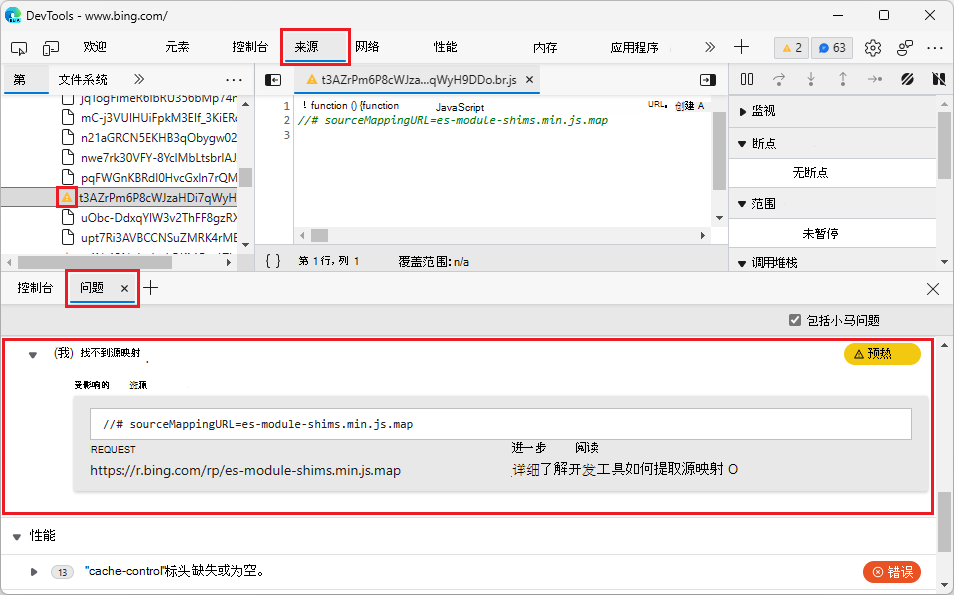 DevTools - www.bing.com/
欢迎 元素 控制台 来源 网络 性能 内存 应用程序 2 63
第 文件系统 t3AZrPm6P8cWJza...qWyH9DDo.br.js
1 ! function () {function JavaScript URL。 创建 A
2 //# sourceMappingURL=es-module-shims.min.js.map
3
mC-j3VUIHUiFpkM3EIf_3KiERc
n21aGRCN5EKHB3qObygw02
nwe7rk30VFY-8YcIMbLtsbrIAJ
pqFWGnKBRdI0HvcGxIn7rQM
t3AZrPm6P8cWJzaHDi7qWyH
uObc-DdxqYlW3v2ThFF8gzRX
upt7Ri3AVBCCNSuZMRK4rME
{ } 第 1行, 列 1 覆盖范围: n/a
监视
断点
无断点
范围
未暂停
调用堆栈
控制台 问题
包括小马问题
(我) 找不到源映射 . 预热
受影响的 资源
//# sourceMappingURL=es-module-shims.min.js.map
REQUEST 进一步 阅读
https://r.bing.com/rp/es-module-shims.min.js.map 详细了解开发工具如何提取源映射 O
性能
13 "cache-control"标头缺失或为空。 错误